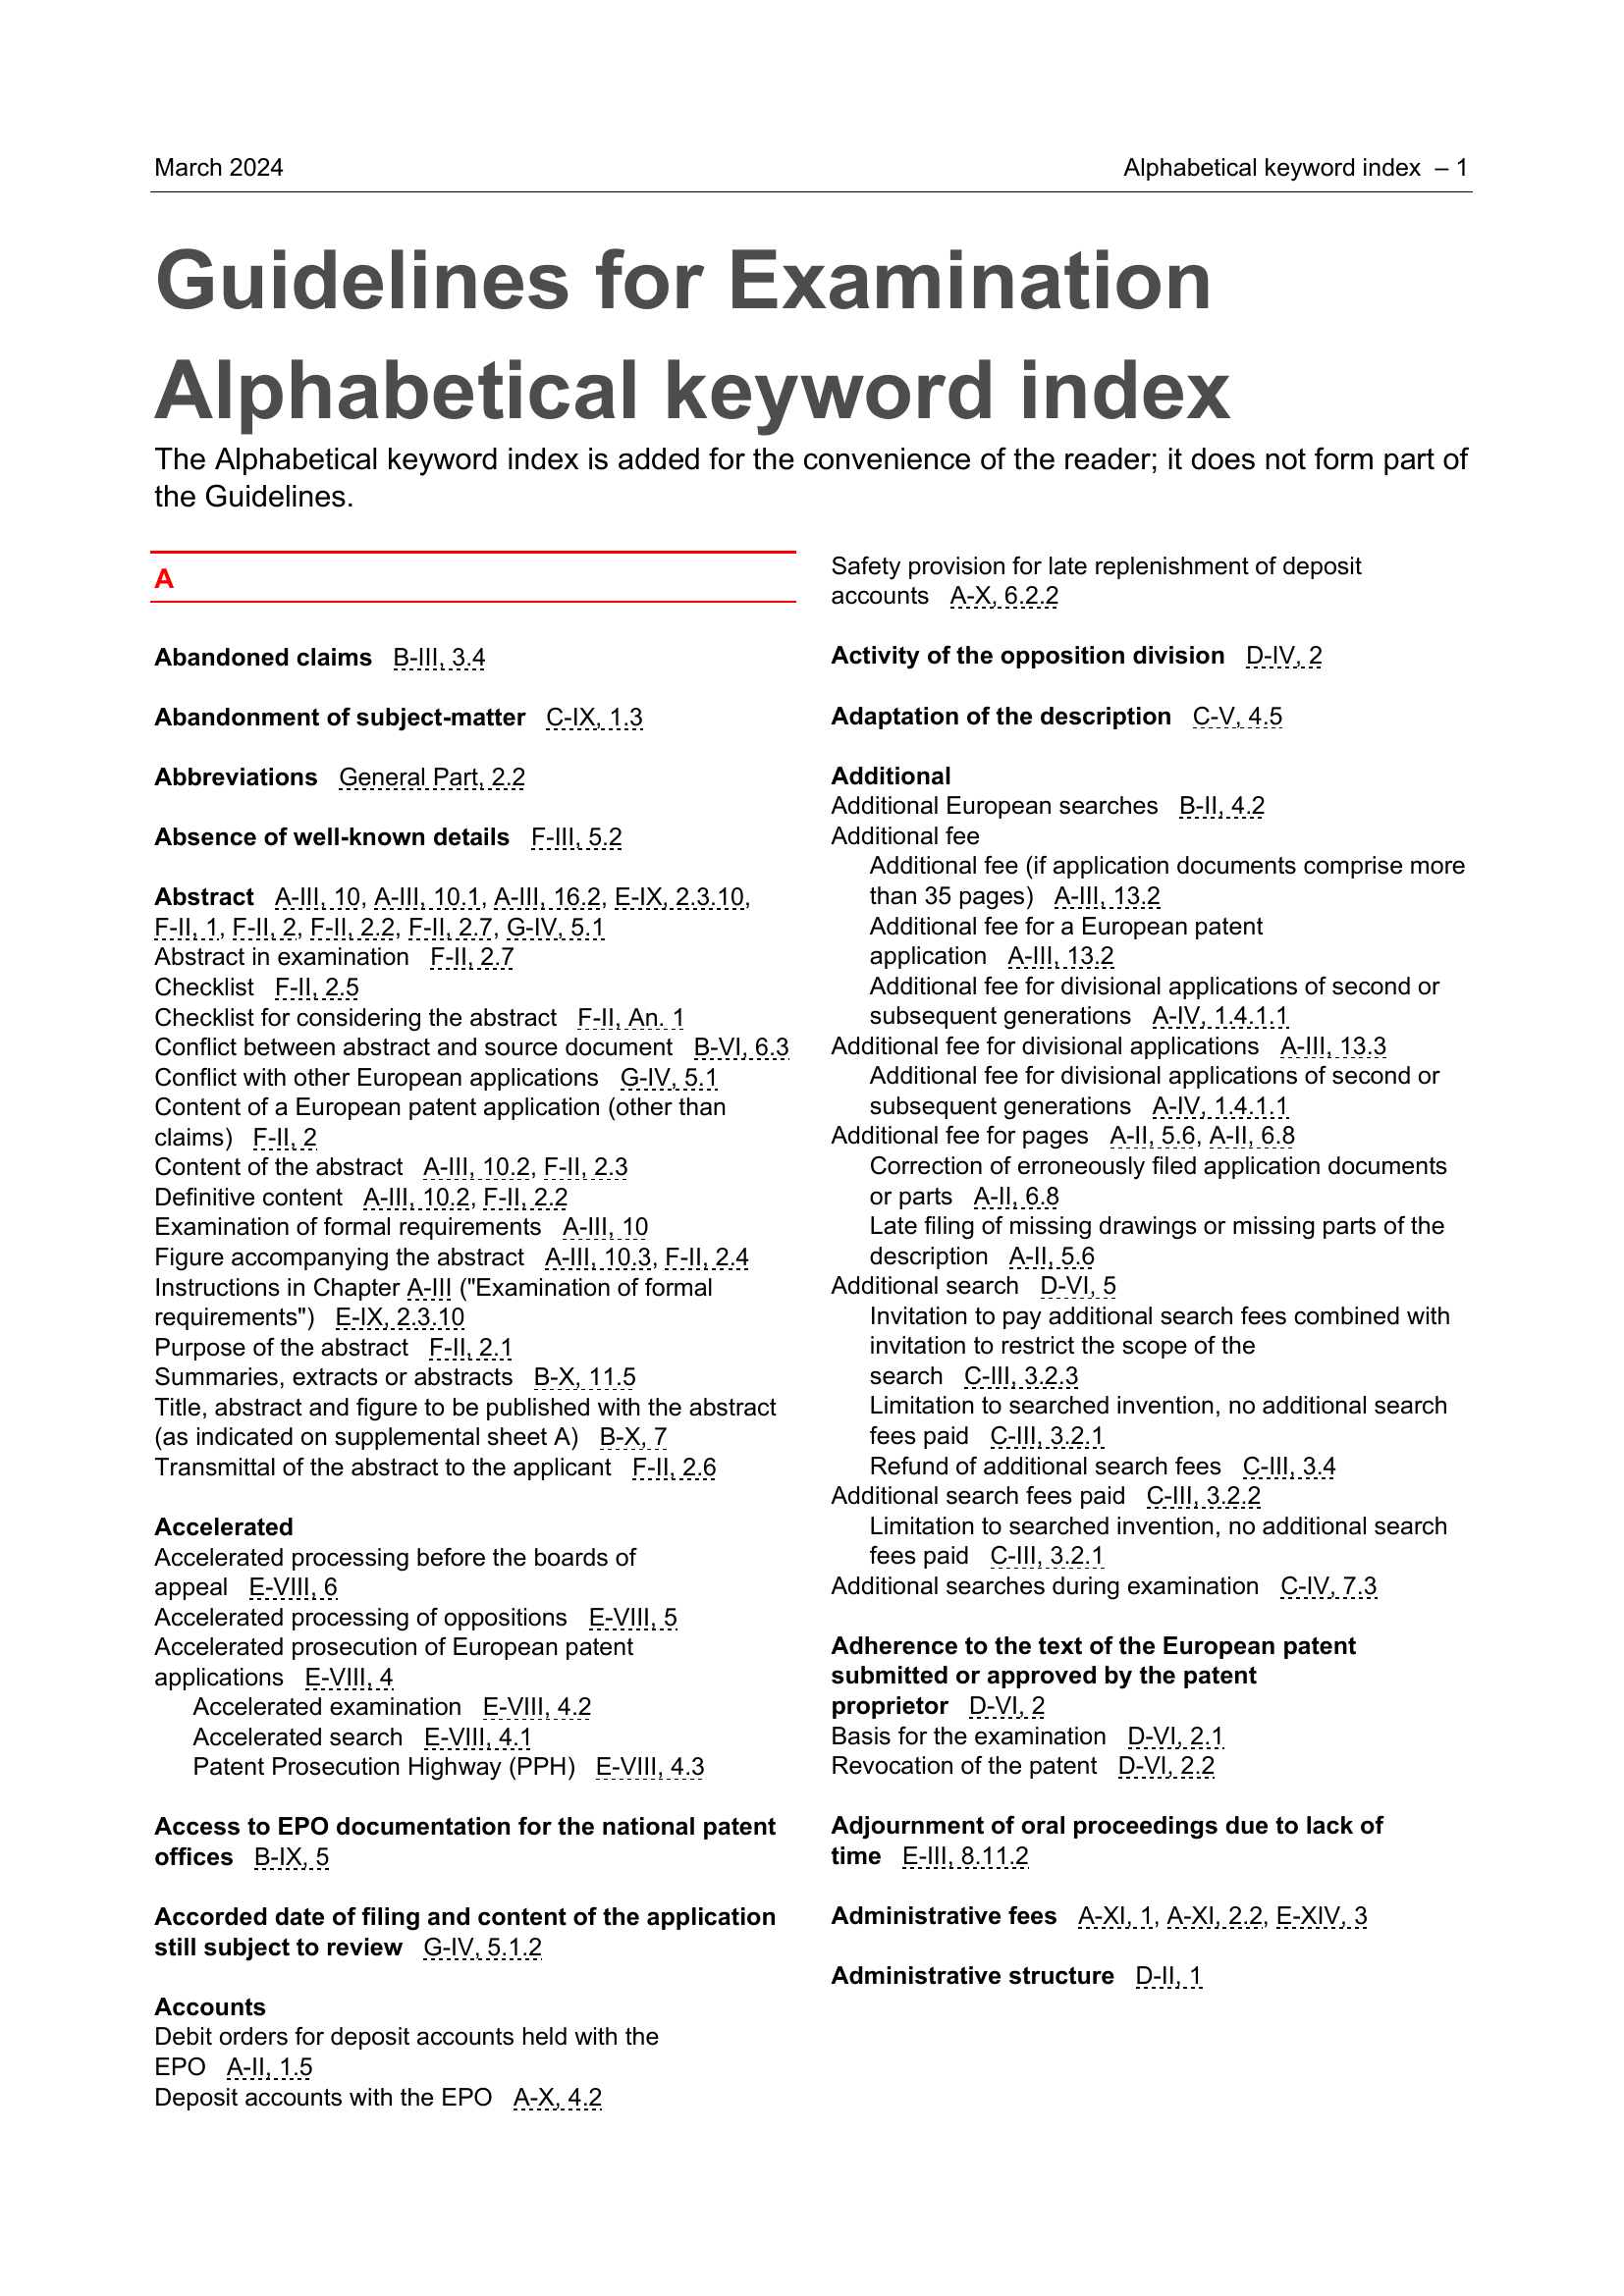 March 2024
Alphabetical keyword index – 1
Guidelines for Examination
Alphabetical keyword index
The Alphabetical keyword index is added for the convenience of the reader; it does not form part of
the Guidelines.
A
Abandoned claims B-III, 3.4
Abandonment of subject-matter C-IX, 1.3
Abbreviations General Part, 2.2
Absence of well-known details F-III, 5.2
Abstract A-III, 10, A-III, 10.1, A-III, 16.2, E-IX, 2.3.10,
F-II, 1, F-II, 2, F-II, 2.2, F-II, 2.7, G-IV, 5.1
Abstract in examination F-II, 2.7
Checklist F-II, 2.5
Checklist for considering the abstract F-II, An. 1
Conflict between abstract and source document B-VI, 6.3
Conflict with other European applications G-IV, 5.1
Content of a European patent application (other than
claims) F-II, 2
Content of the abstract A-III, 10.2, F-II, 2.3
Definitive content A-III, 10.2, F-II, 2.2
Examination of formal requirements A-III, 10
Figure accompanying the abstract A-III, 10.3, F-II, 2.4
Instructions in Chapter A-III ("Examination of formal
requirements") E-IX, 2.3.10
Purpose of the abstract F-II, 2.1
Summaries, extracts or abstracts B-X, 11.5
Title, abstract and figure to be published with the abstract
(as indicated on supplemental sheet A) B-X, 7
Transmittal of the abstract to the applicant F-II, 2.6
Accelerated
Accelerated processing before the boards of
appeal E-VIII, 6
Accelerated processing of oppositions E-VIII, 5
Accelerated prosecution of European patent
applications E-VIII, 4
Accelerated examination E-VIII, 4.2
Accelerated search E-VIII, 4.1
Patent Prosecution Highway (PPH) E-VIII, 4.3
Access to EPO documentation for the national patent
offices B-IX, 5
Accorded date of filing and content of the application
still subject to review G-IV, 5.1.2
Accounts
Debit orders for deposit accounts held with the
EPO A-II, 1.5
Deposit accounts with the EPO A-X, 4.2
Safety provision for late replenishment of deposit
accounts A-X, 6.2.2
Activity of the opposition division D-IV, 2
Adaptation of the description C-V, 4.5
Additional
Additional European searches B-II, 4.2
Additional fee
Additional fee (if application documents comprise more
than 35 pages) A-III, 13.2
Additional fee for a European patent
application A-III, 13.2
Additional fee for divisional applications of second or
subsequent generations A-IV, 1.4.1.1
Additional fee for divisional applications A-III, 13.3
Additional fee for divisional applications of second or
subsequent generations A-IV, 1.4.1.1
Additional fee for pages A-II, 5.6, A-II, 6.8
Correction of erroneously filed application documents
or parts A-II, 6.8
Late filing of missing drawings or missing parts of the
description A-II, 5.6
Additional search D-VI, 5
Invitation to pay additional search fees combined with
invitation to restrict the scope of the
search C-III, 3.2.3
Limitation to searched invention, no additional search
fees paid C-III, 3.2.1
Refund of additional search fees C-III, 3.4
Additional search fees paid C-III, 3.2.2
Limitation to searched invention, no additional search
fees paid C-III, 3.2.1
Additional searches during examination C-IV, 7.3
Adherence to the text of the European patent
submitted or approved by the patent
proprietor D-VI, 2
Basis for the examination D-VI, 2.1
Revocation of the patent D-VI, 2.2
Adjournment of oral proceedings due to lack of
time E-III, 8.11.2
Administrative fees A-XI, 1, A-XI, 2.2, E-XIV, 3
Administrative structure D-II, 1